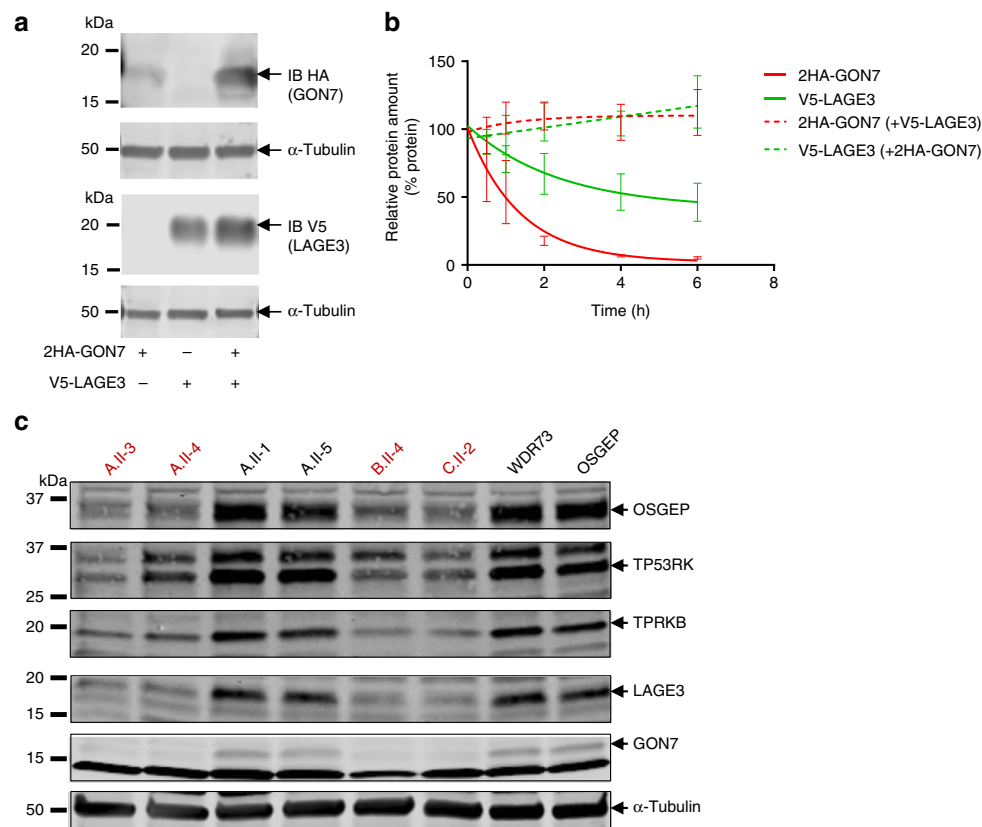 a
kDa
20
15
IB HA
(GON7)
50
α-Tubulin
kDa
20
15
IB V5
(LAGE3)
50
α-Tubulin
2HA-GON7 + – +
V5-LAGE3 – + +
b
150
100
50
0
0 2 4 6 8
Relative protein amount
(% protein)
Time (h)
2HA-GON7
V5-LAGE3
2HA-GON7 (+V5-LAGE3)
V5-LAGE3 (+2HA-GON7)
c
A.II-3 A.II-4 A.II-1 A.II-5 B.II-4 C.II-2 WDR73 OSGEP
kDa
37
OSGEP
37
25
TP53RK
20
TPRKB
20
15
LAGE3
15
GON7
50
α-Tubulin